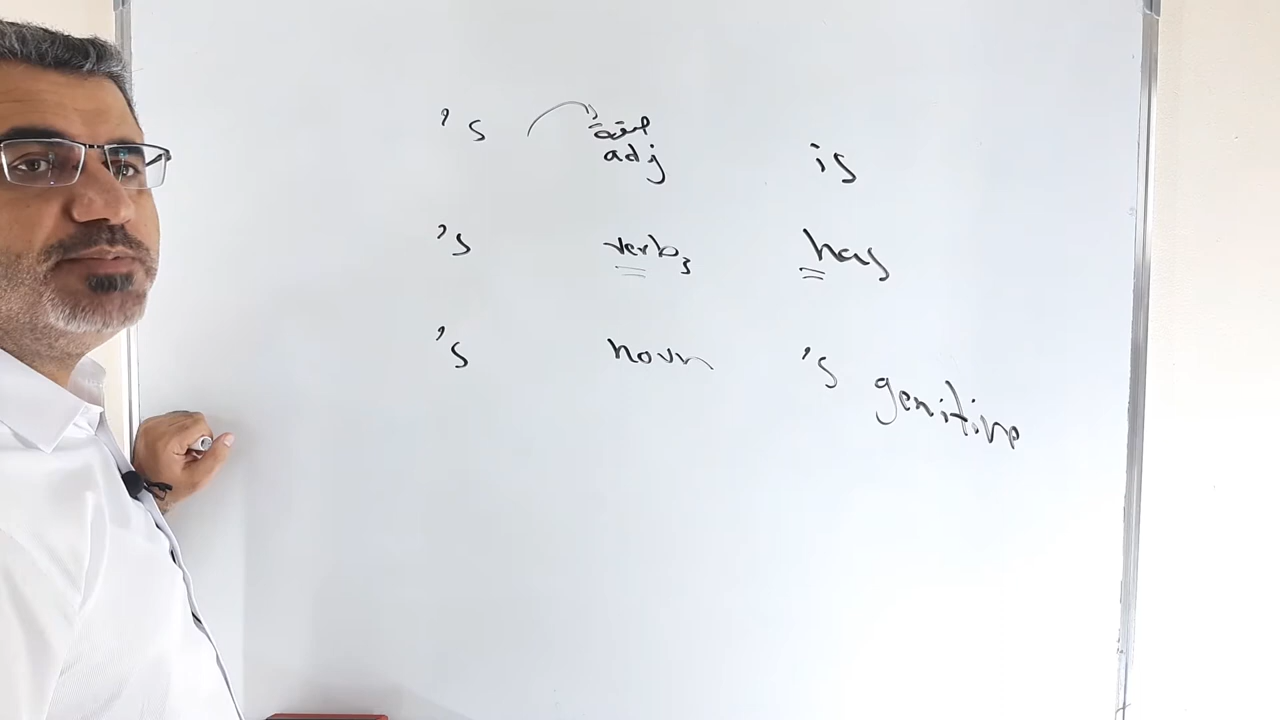 صفة
's adj is
's verb3 has
's noun 's genitive